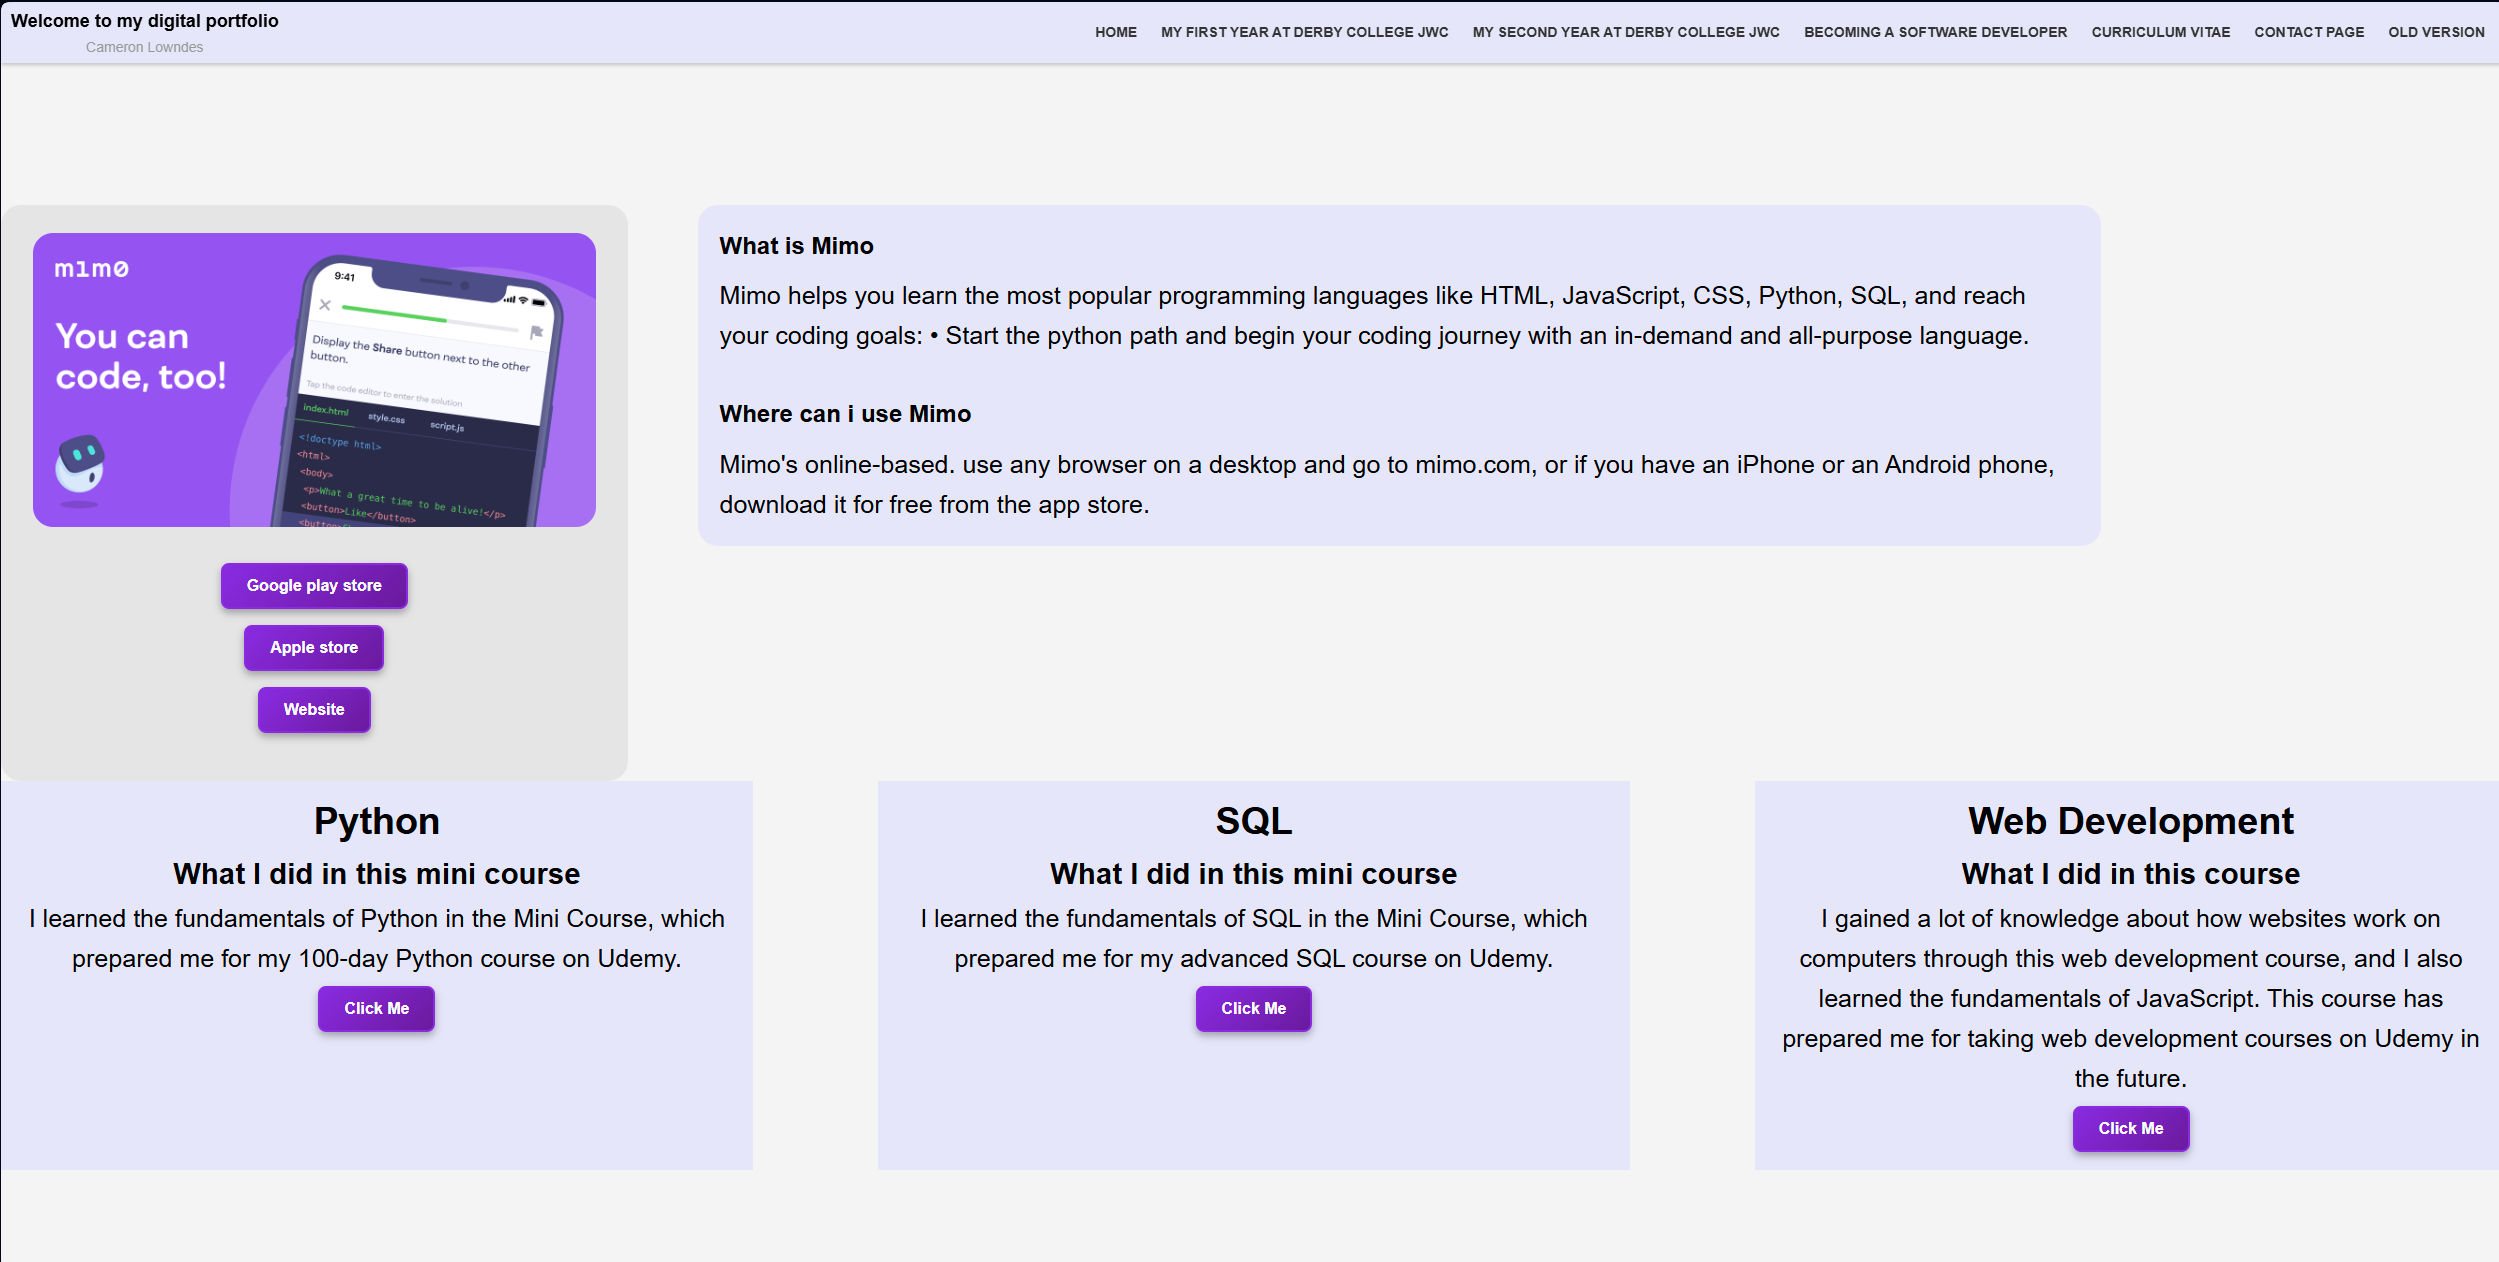 Welcome to my digital portfolio
Cameron Lowndes
HOME MY FIRST YEAR AT DERBY COLLEGE JWC MY SECOND YEAR AT DERBY COLLEGE JWC BECOMING A SOFTWARE DEVELOPER CURRICULUM VITAE CONTACT PAGE OLD VERSION
m1m0
You can
code, too!
9:41
Display the Share button next to the other
button.
Tap the code editor to enter the solution
index.html style.css script.js
<!doctype html>
<html>
<body>
<p>What a great time to be alive!</p>
<button>Like</button>
Google play store
Apple store
Website
What is Mimo
Mimo helps you learn the most popular programming languages like HTML, JavaScript, CSS, Python, SQL, and reach
your coding goals: • Start the python path and begin your coding journey with an in-demand and all-purpose language.
Where can i use Mimo
Mimo's online-based. use any browser on a desktop and go to mimo.com, or if you have an iPhone or an Android phone,
download it for free from the app store.
Python
What I did in this mini course
I learned the fundamentals of Python in the Mini Course, which
prepared me for my 100-day Python course on Udemy.
Click Me
SQL
What I did in this mini course
I learned the fundamentals of SQL in the Mini Course, which
prepared me for my advanced SQL course on Udemy.
Click Me
Web Development
What I did in this course
I gained a lot of knowledge about how websites work on
computers through this web development course, and I also
learned the fundamentals of JavaScript. This course has
prepared me for taking web development courses on Udemy in
the future.
Click Me